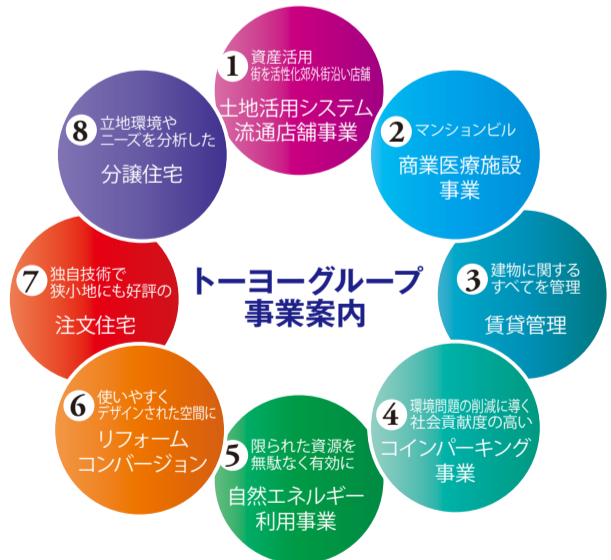 1
資産活用
街を活性化郊外街沿い店舗
土地活用システム
流通店舗事業
2
マンションビル
商業医療施設
事業
3
建物に関する
すべてを管理
賃貸管理
4
環境問題の削減に導く
社会貢献度の高い
コインパーキング
事業
5
限られた資源を
無駄なく有効に
自然エネルギー
利用事業
6
使いやすく
デザインされた空間に
リフォーム
コンバージョン
7
独自技術で
狭小地にも好評の
注文住宅
8
立地環境や
ニーズを分析した
分譲住宅
トーヨーグループ
事業案内